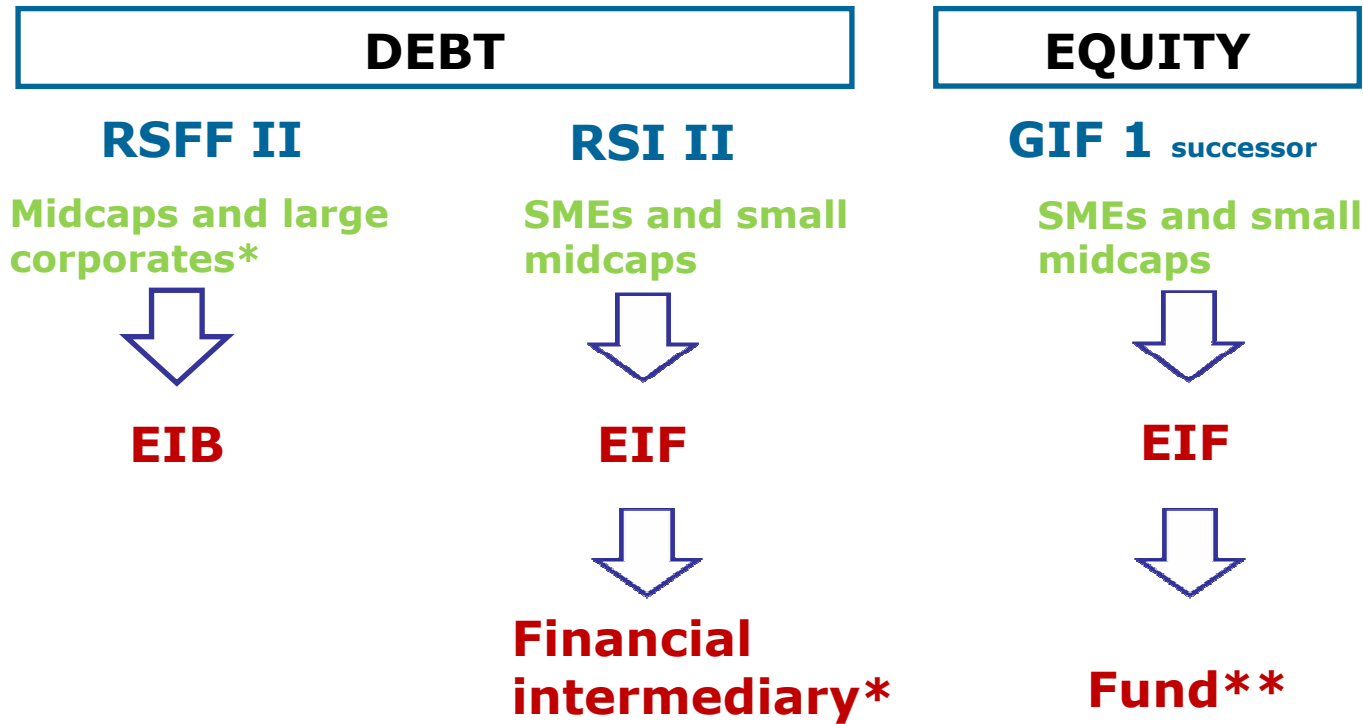 DEBT
EQUITY
RSFF II
RSI II
GIF 1 successor
Midcaps and large
corporates*
SMEs and small
midcaps
SMEs and small
midcaps
EIB
EIF
EIF
Financial
intermediary*
Fund**